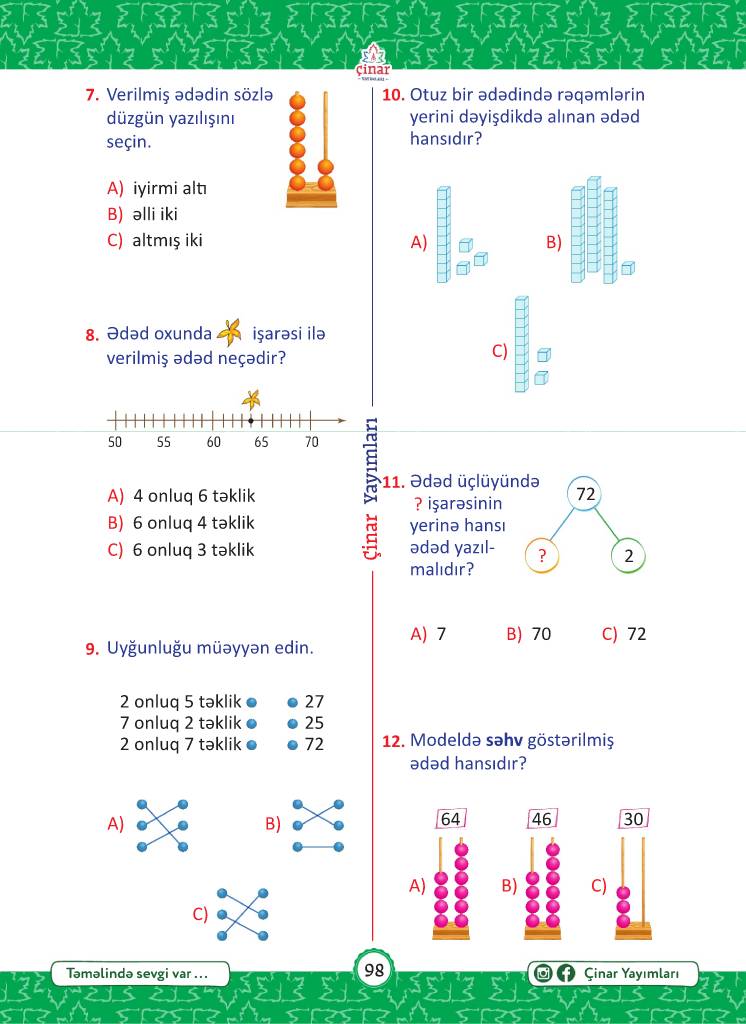 çinar
YAYIMLARI
7. Verilmiş ədədin sözlə
düzgün yazılışını
seçin.
A) iyirmi altı
B) əlli iki
C) altmış iki
8. Ədəd oxunda işarəsi ilə
verilmiş ədəd neçədir?
50 55 60 65 70
A) 4 onluq 6 təklik
B) 6 onluq 4 təklik
C) 6 onluq 3 təklik
9. Uyğunluğu müəyyən edin.
2 onluq 5 təklik 27
7 onluq 2 təklik 25
2 onluq 7 təklik 72
A) B)
C)
Çinar Yayımları
10. Otuz bir ədədində rəqəmlərin
yerini dəyişdikdə alınan ədəd
hansıdır?
A) B)
C)
11. Ədəd üçlüyündə
? işarəsinin
yerinə hansı
ədəd yazıl-
malıdır?
72
? 2
A) 7 B) 70 C) 72
12. Modeldə səhv göstərilmiş
ədəd hansıdır?
64 46 30
A) B) C)
Təməlində sevgi var ...
98
Çinar Yayımları